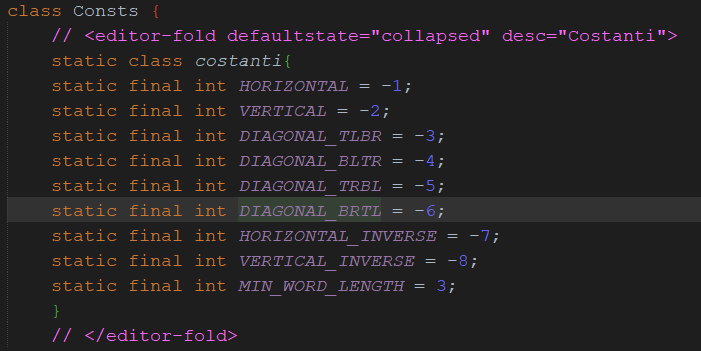 class Consts {
    // <editor-fold defaultstate="collapsed" desc="Costanti">
    static class costanti{
    static final int HORIZONTAL = -1;
    static final int VERTICAL = -2;
    static final int DIAGONAL_TLBR = -3;
    static final int DIAGONAL_BLTR = -4;
    static final int DIAGONAL_TRBL = -5;
    static final int DIAGONAL_BRTL = -6;
    static final int HORIZONTAL_INVERSE = -7;
    static final int VERTICAL_INVERSE = -8;
    static final int MIN_WORD_LENGTH = 3;
    }
    // </editor-fold>